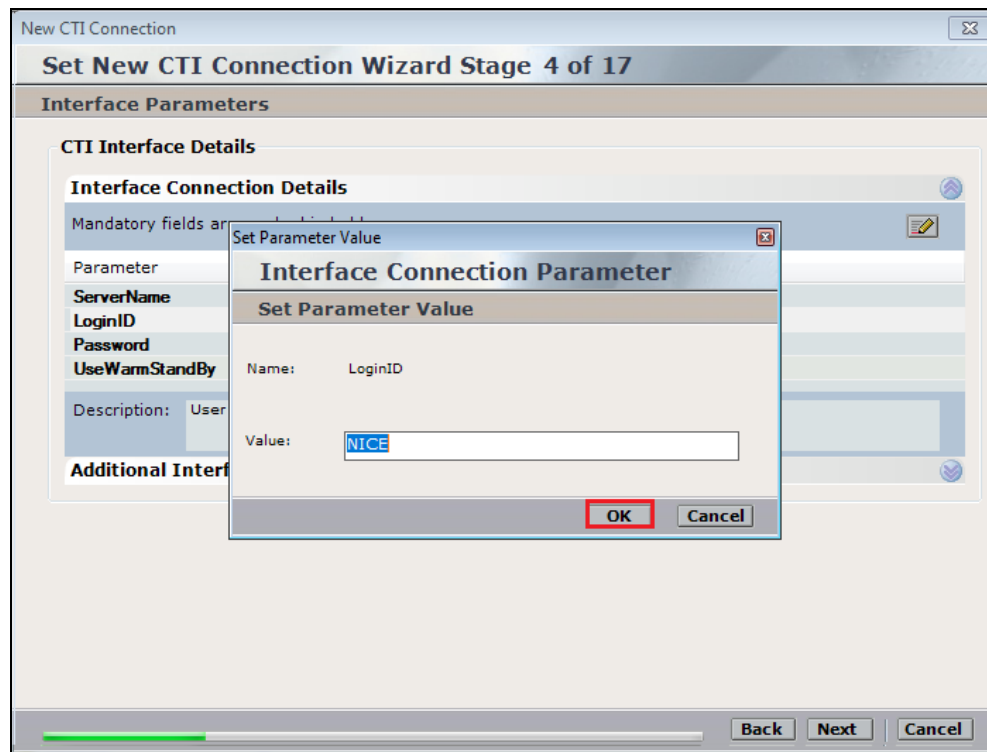 New CTI Connection
Set New CTI Connection Wizard Stage 4 of 17
Interface Parameters
CTI Interface Details
Interface Connection Details
Mandatory fields
Parameter
ServerName
LoginID
Password
UseWarmStandBy
Description: User
Additional Interf
Set Parameter Value
Interface Connection Parameter
Set Parameter Value
Name: LoginID
Value: NICE
OK Cancel
Back Next Cancel